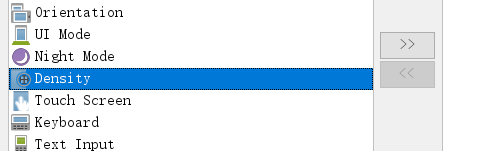 Orientation
UI Mode
Night Mode
Density
Touch Screen
Keyboard
Text Input
>>
<<